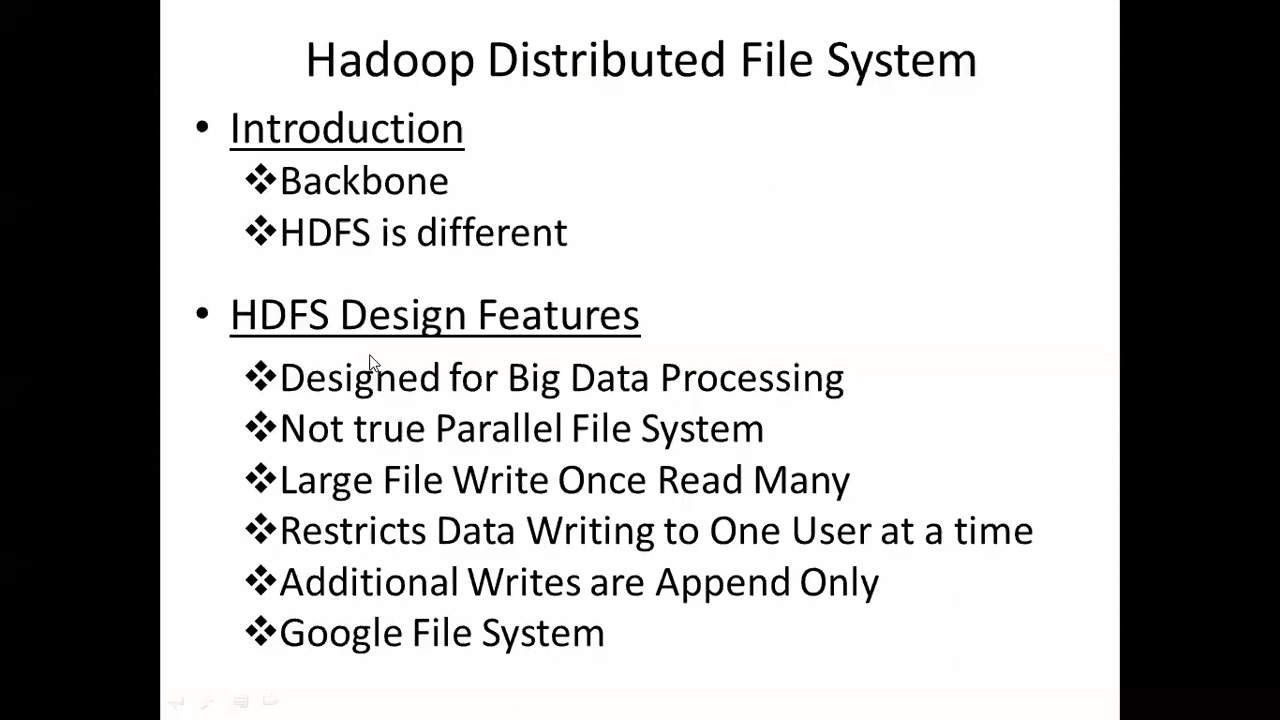 Hadoop Distributed File System
• Introduction
❖Backbone
❖HDFS is different
• HDFS Design Features
❖Designed for Big Data Processing
❖Not true Parallel File System
❖Large File Write Once Read Many
❖Restricts Data Writing to One User at a time
❖Additional Writes are Append Only
❖Google File System